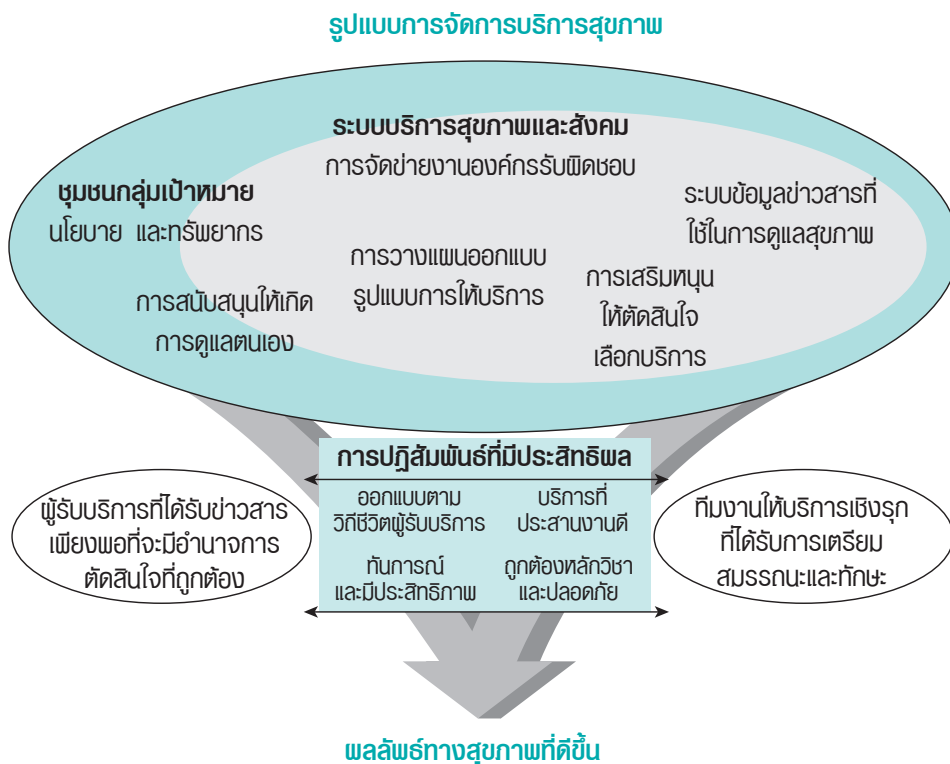 รูปแบบการจัดการบริการสุขภาพ
ระบบบริการสุขภาพและสังคม
การจัดข่ายงานองค์กรรับผิดชอบ
ชุมชนกลุ่มเป้าหมาย
นโยบาย และทรัพยากร
ระบบข้อมูลข่าวสารที่
ใช้ในการดูแลสุขภาพ
การวางแผนออกแบบ
รูปแบบการให้บริการ
การเสริมหนุน
ให้ตัดสินใจ
เลือกบริการ
การสนับสนุนให้เกิด
การดูแลตนเอง
การปฏิสัมพันธ์ที่มีประสิทธิผล
ออกแบบตาม
วิถีชีวิตผู้รับบริการ
บริการที่
ประสานงานดี
ทันการณ์
และมีประสิทธิภาพ
ถูกต้องหลักวิชา
และปลอดภัย
ผู้รับบริการที่ได้รับข่าวสาร
เพียงพอที่จะมีอำนาจการ
ตัดสินใจที่ถูกต้อง
ทีมงานให้บริการเชิงรุก
ที่ได้รับการเตรียม
สมรรถนะและทักษะ
ผลลัพธ์ทางสุขภาพที่ดีขึ้น